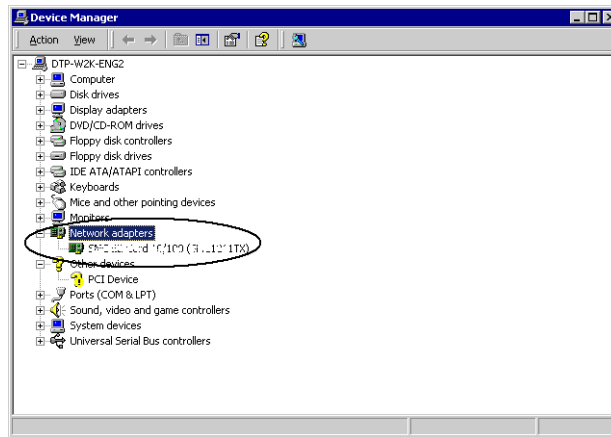 Device Manager
Action View
DTP-W2K-ENG2
Computer
Disk drives
Display adapters
DVD/CD-ROM drives
Floppy disk controllers
Floppy disk drives
IDE ATA/ATAPI controllers
Keyboards
Mice and other pointing devices
Monitors
Network adapters
Other devices
PCI Device
Ports (COM & LPT)
Sound, video and game controllers
System devices
Universal Serial Bus controllers